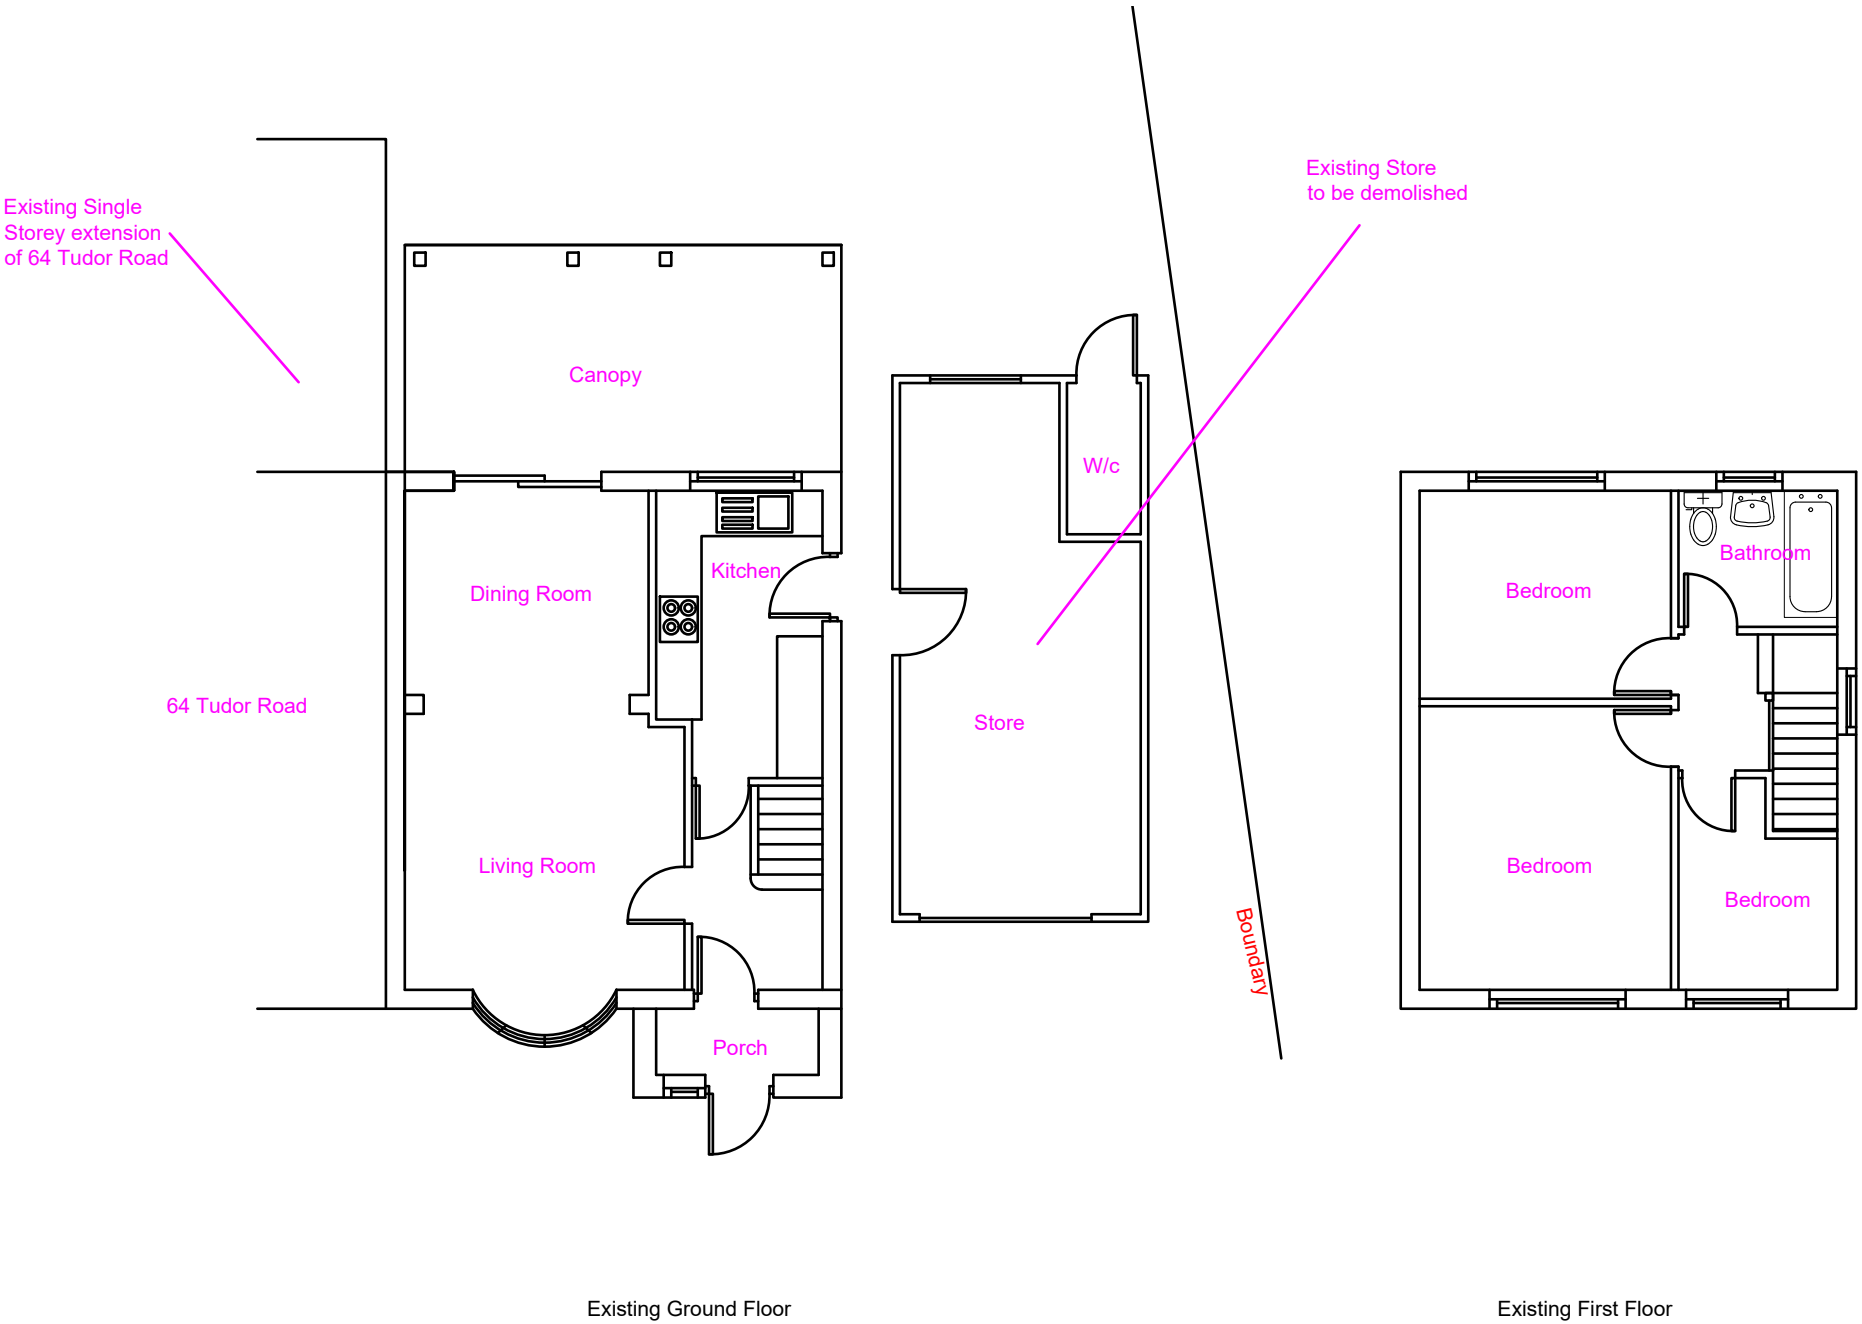 Existing Single
Storey extension
of 64 Tudor Road
Existing Store
to be demolished
Canopy
W/c
Kitchen
Dining Room
64 Tudor Road
Store
Living Room
Porch
Boundary
Bathroom
Bedroom
Bedroom
Bedroom
Existing Ground Floor
Existing First Floor